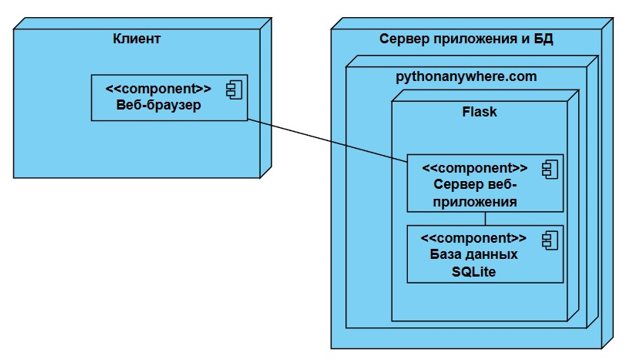 Клиент
<<component>>
Веб-браузер
Сервер приложения и БД
pythonanywhere.com
Flask
<<component>>
Сервер веб-
приложения
<<component>>
База данных
SQLite